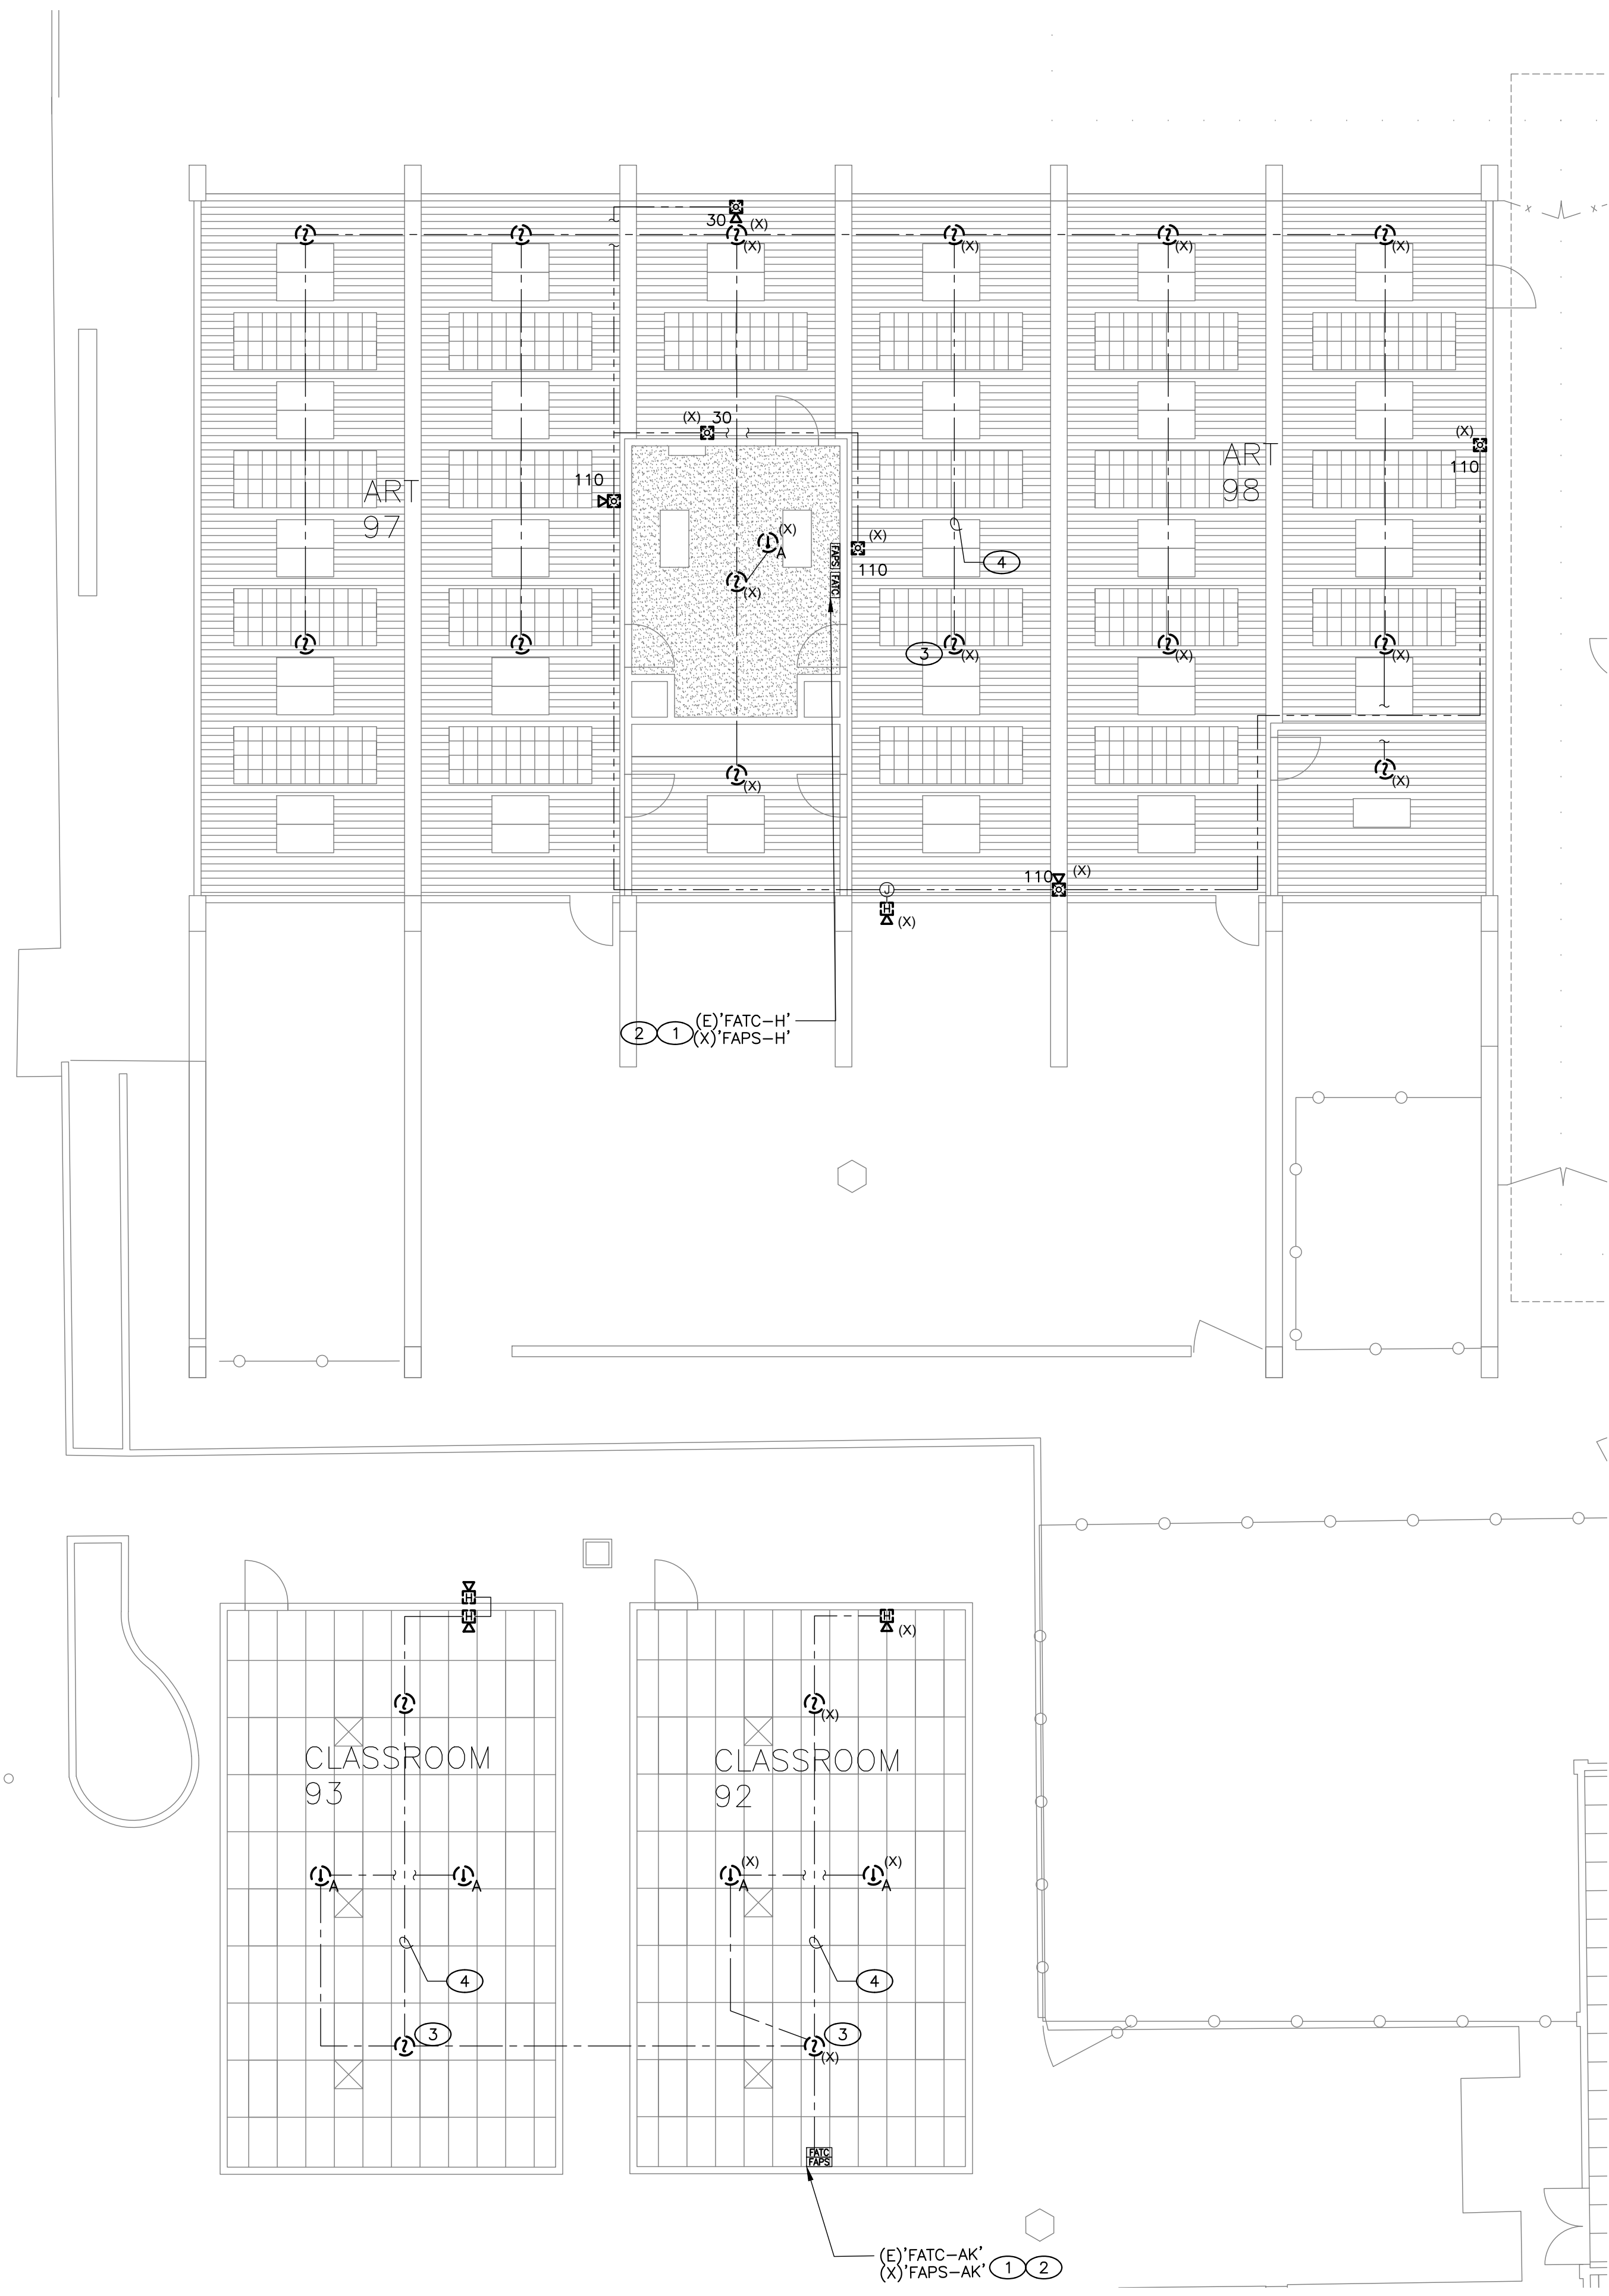 30
(X)
(X)
(X)
(X)
(X)
(X)
30
(X)
110
ART
98
110
ART
97
(X)
A
(X)
FAPS
FATC
(X)
110
4
3
(X)
(X)
(X)
(X)
(X)
110
(X)
J
H
(X)
2
1
(E)'FATC-H'
(X)'FAPS-H'
H
H
H
(X)
(X)
CLASSROOM
93
CLASSROOM
92
A
A
(X)
A
(X)
A
4
4
3
3
(X)
FATC
FAPS
(E)'FATC-AK'
(X)'FAPS-AK'
1
2